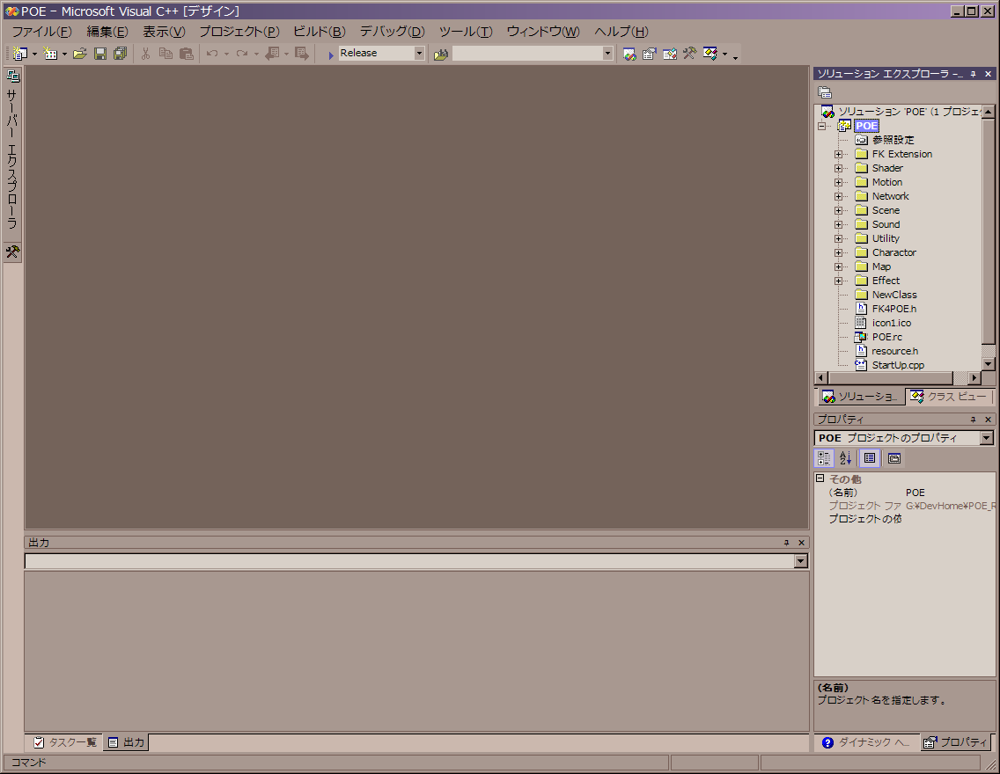 POE - Microsoft Visual C++ [デザイン]
ファイル(F) 編集(E) 表示(V) プロジェクト(P) ビルド(B) デバッグ(D) ツール(T) ウィンドウ(W) ヘルプ(H)
Release
サーバー エクスプローラ
ソリューション エクスプローラ -...
ソリューション 'POE' (1 プロジェ
POE
参照設定
FK Extension
Shader
Motion
Network
Scene
Sound
Utility
Charactor
Map
Effect
NewClass
FK4POE.h
icon1.ico
POE.rc
resource.h
StartUp.cpp
ソリューショ... クラス ビュー
プロパティ
POE プロジェクトのプロパティ
その他
(名前) POE
プロジェクト ファ G:¥DevHome¥POE_R
プロジェクトの依
(名前)
プロジェクト名を指定します。
ダイナミック ヘ... プロパティ
出力
タスク一覧 出力
コマンド